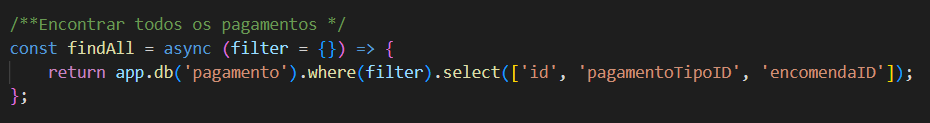 /**Encontrar todos os pagamentos */
const findAll = async (filter = {}) => {
    return app.db('pagamento').where(filter).select(['id', 'pagamentoTipoID', 'encomendaID']);
};